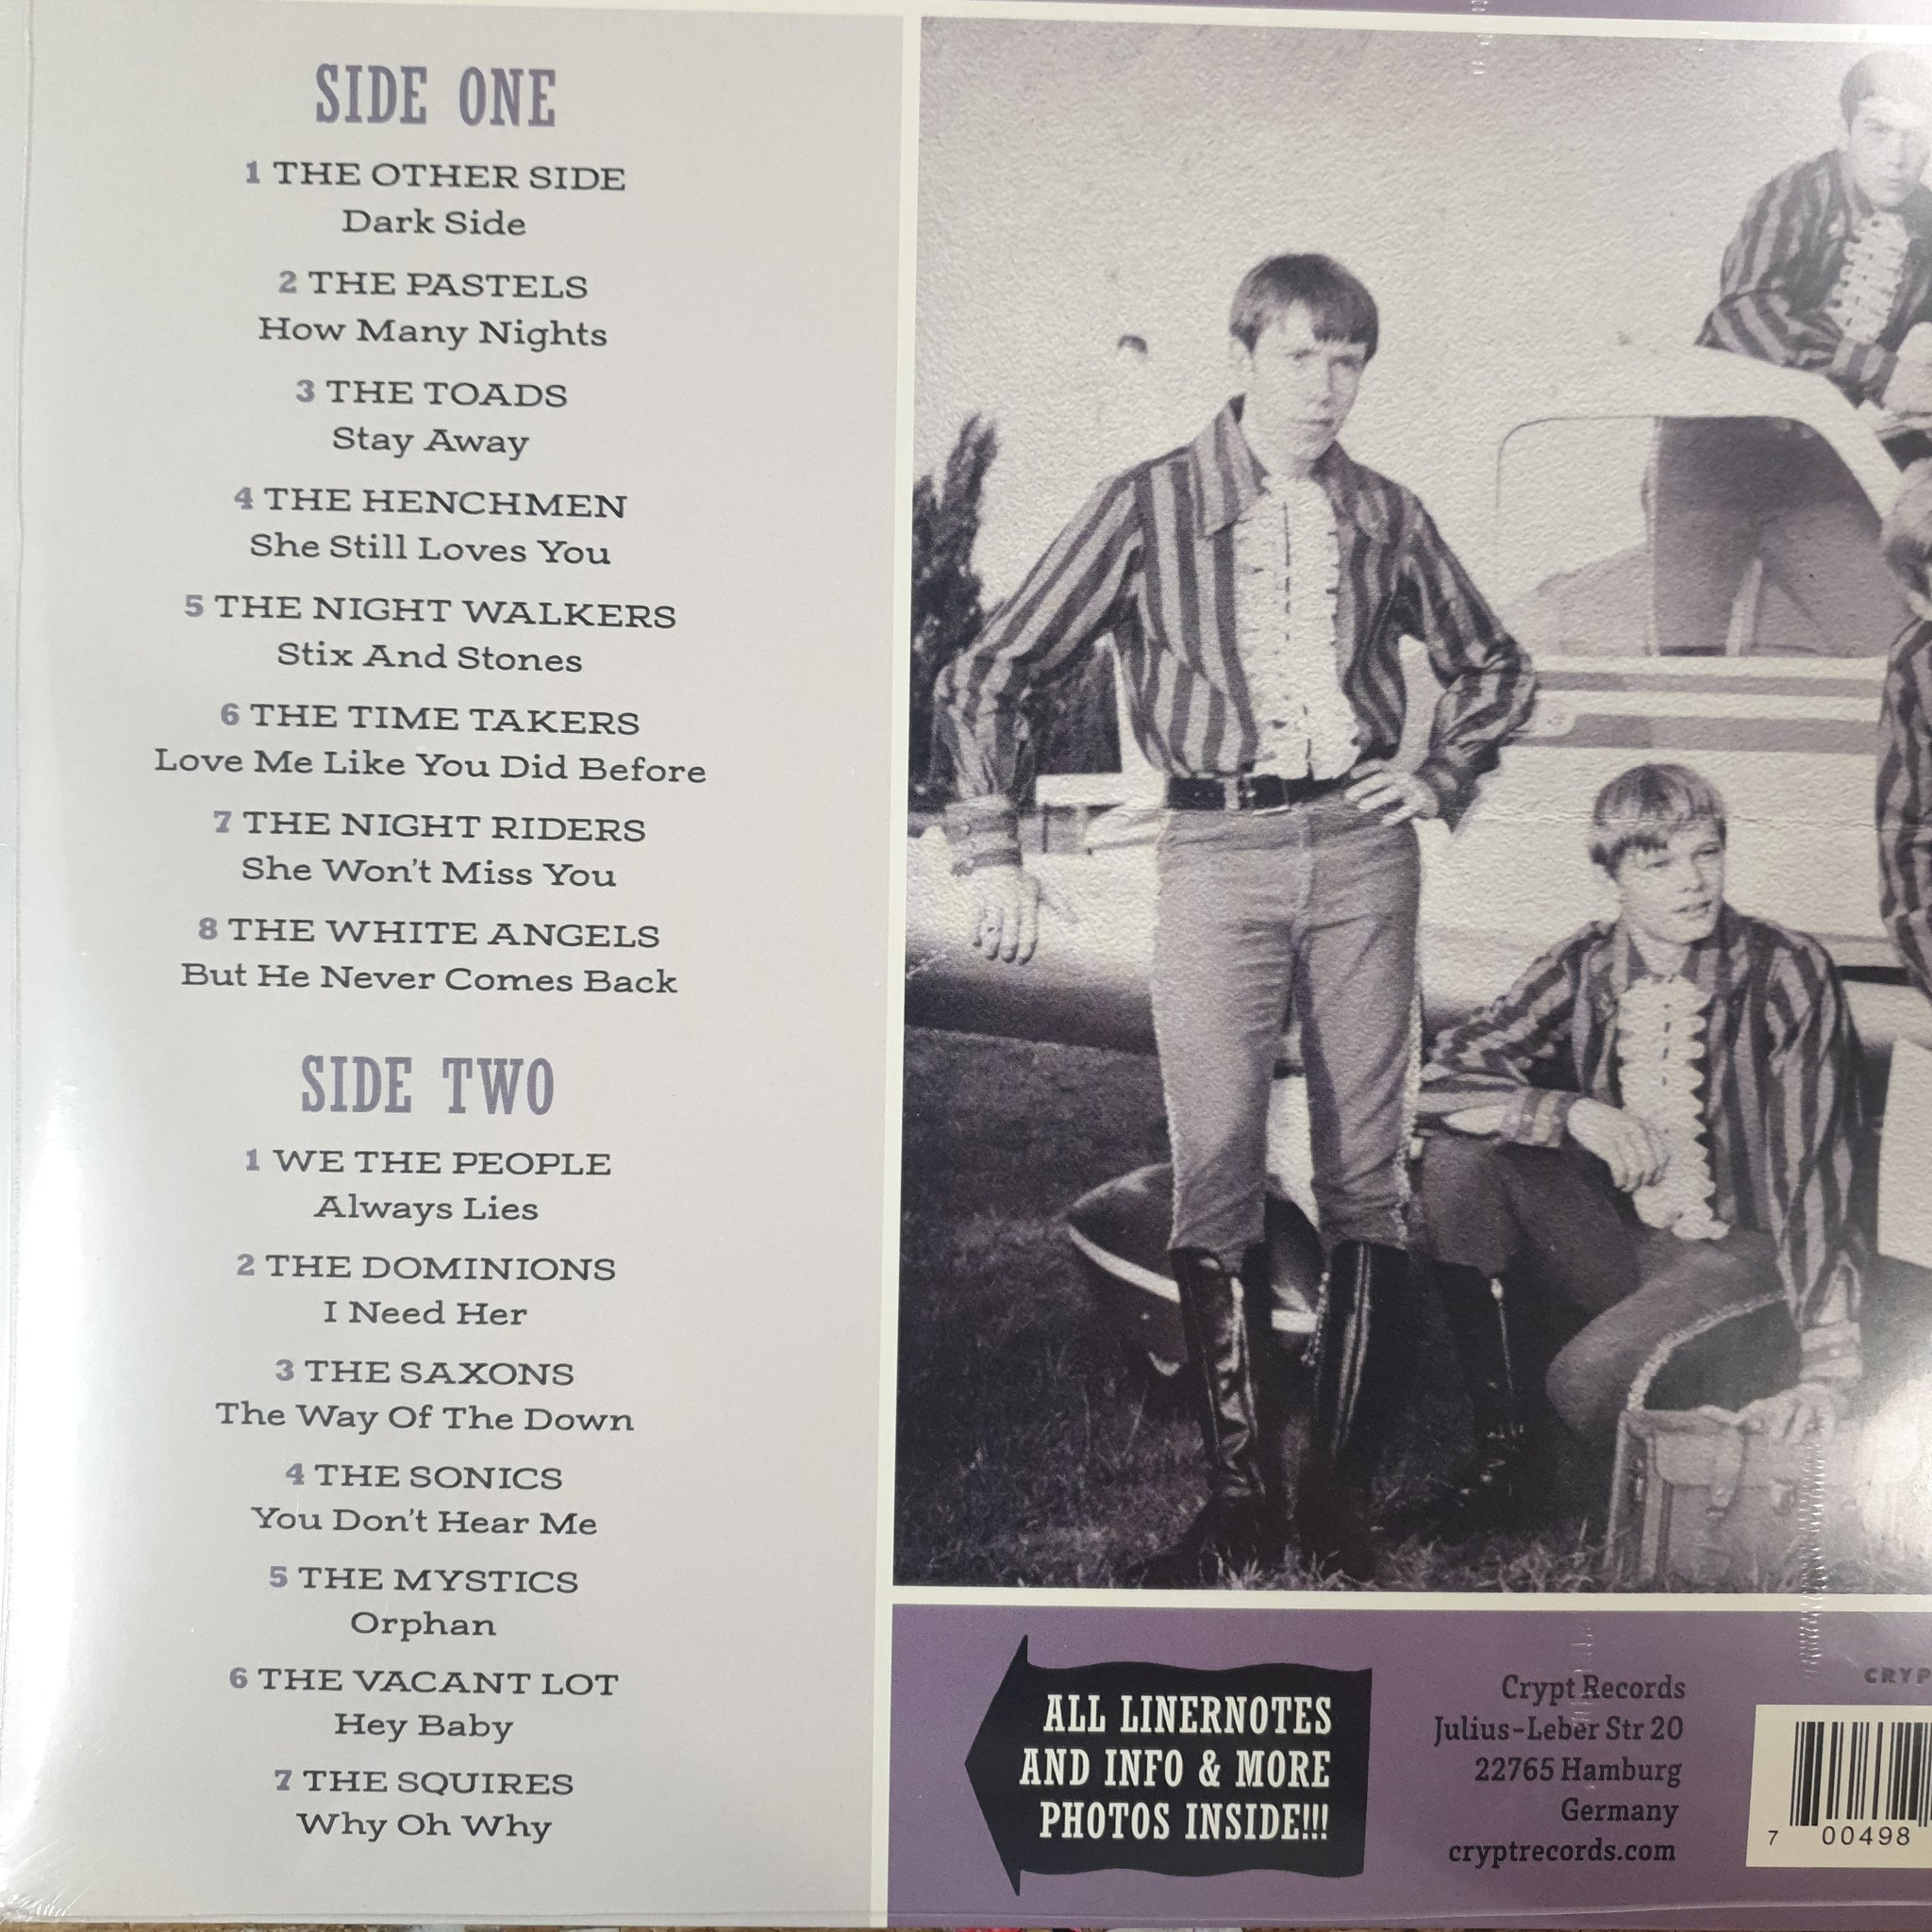 SIDE ONE
1 THE OTHER SIDE
Dark Side
2 THE PASTELS
How Many Nights
3 THE TOADS
Stay Away
4 THE HENCHMEN
She Still Loves You
5 THE NIGHT WALKERS
Stix And Stones
6 THE TIME TAKERS
Love Me Like You Did Before
7 THE NIGHT RIDERS
She Won't Miss You
8 THE WHITE ANGELS
But He Never Comes Back
SIDE TWO
1 WE THE PEOPLE
Always Lies
2 THE DOMINIONS
I Need Her
3 THE SAXONS
The Way Of The Down
4 THE SONICS
You Don't Hear Me
5 THE MYSTICS
Orphan
6 THE VACANT LOT
Hey Baby
7 THE SQUIRES
Why Oh Why
ALL LINERNOTES
AND INFO & MORE
PHOTOS INSIDE!!!
Crypt Records
Julius-Leber Str 20
22765 Hamburg
Germany
cryptrecords.com
7 00498